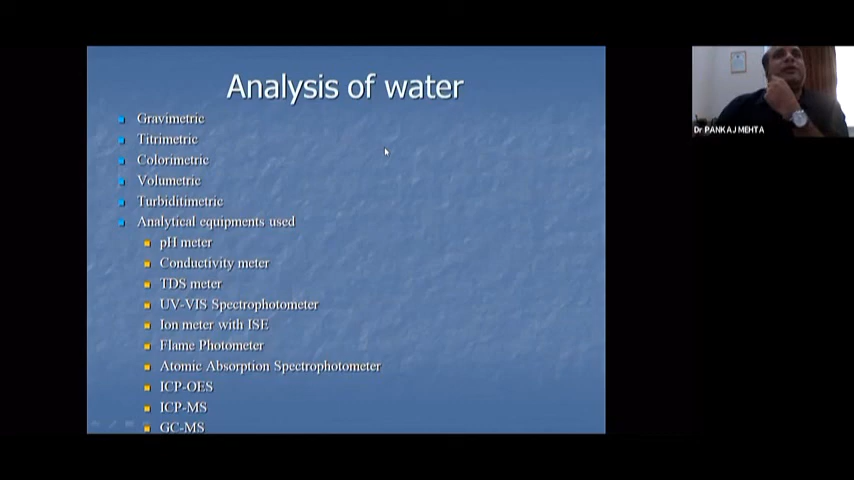 Analysis of water
Gravimetric
Titrimetric
Colorimetric
Volumetric
Turbiditimetric
Analytical equipments used
pH meter
Conductivity meter
TDS meter
UV-VIS Spectrophotometer
Ion meter with ISE
Flame Photometer
Atomic Absorption Spectrophotometer
ICP-OES
ICP-MS
GC-MS
Dr PANKAJ MEHTA